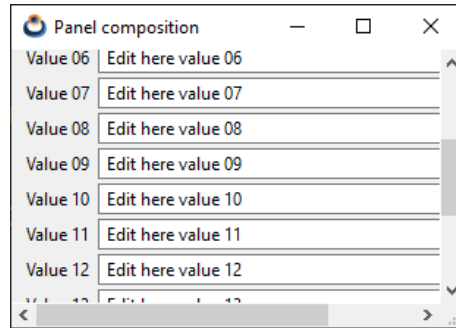 Panel composition
Value 06 Edit here value 06
Value 07 Edit here value 07
Value 08 Edit here value 08
Value 09 Edit here value 09
Value 10 Edit here value 10
Value 11 Edit here value 11
Value 12 Edit here value 12